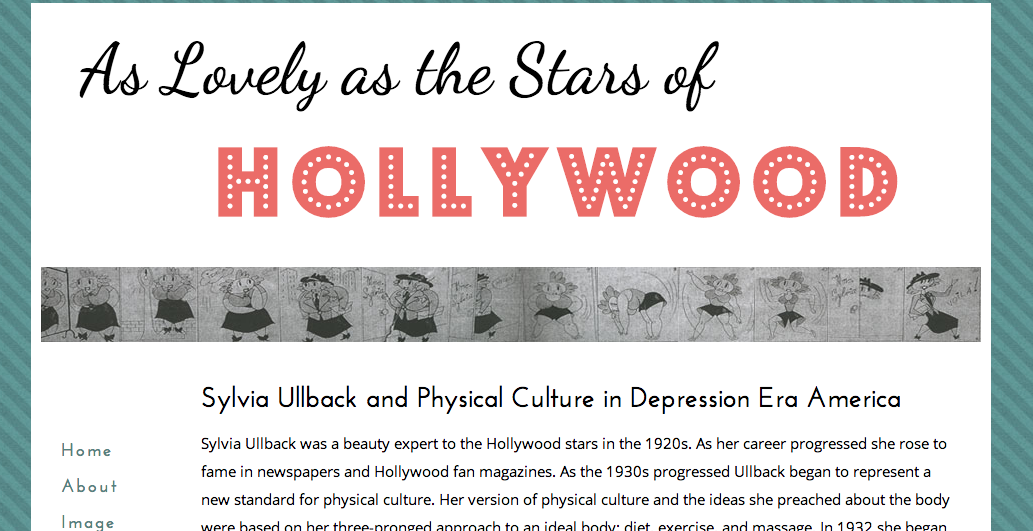 As Lovely as the Stars of
HOLLYWOOD
Sylvia Ullback and Physical Culture in Depression Era America
Home
About
Image
Sylvia Ullback was a beauty expert to the Hollywood stars in the 1920s. As her career progressed she rose to
fame in newspapers and Hollywood fan magazines. As the 1930s progressed Ullback began to represent a
new standard for physical culture. Her version of physical culture and the ideas she preached about the body
were based on her three-pronged approach to an ideal body: diet, exercise, and massage. In 1932 she began